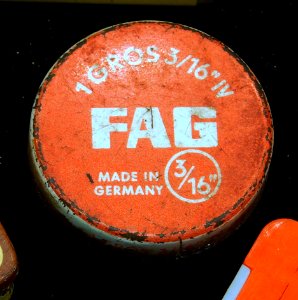 1 GROS 3/16" IV
FAG
MADE IN
GERMANY
3/16"